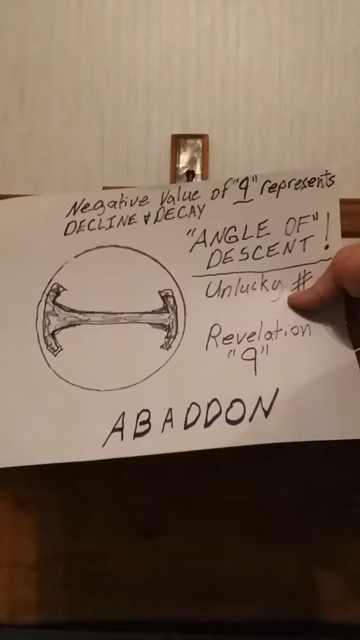 Negative Value of "9" represents
DECLINE & DECAY
"ANGLE OF"
DESCENT!
Unlucky #
Revelation
"9"
ABADDON